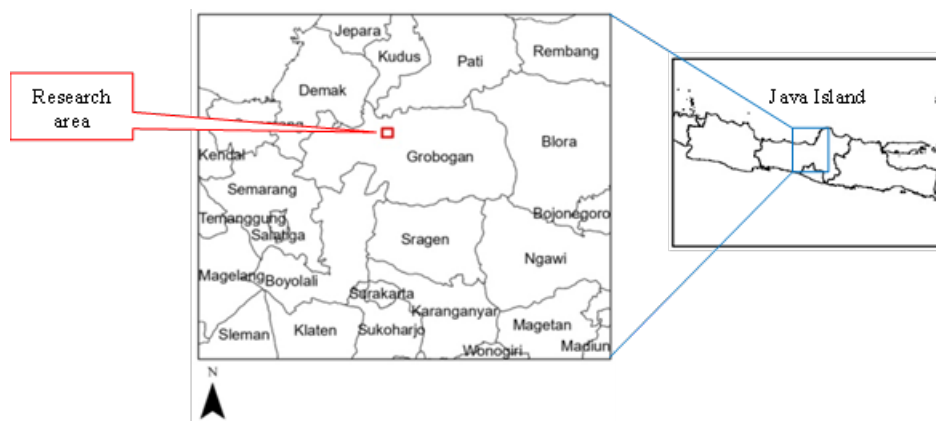 Jepara
Kudus
Pati
Rembang
Demak
Research
area
Java Island
Grobogan
Blora
Kendal
Semarang
Temanggung
Salatiga
Bojonegoro
Sragen
Ngawi
Magelang
Boyolali
Surakarta
Karanganyar
Sleman
Klaten
Sukoharjo
Magetan
Wonogiri
Madiun
N